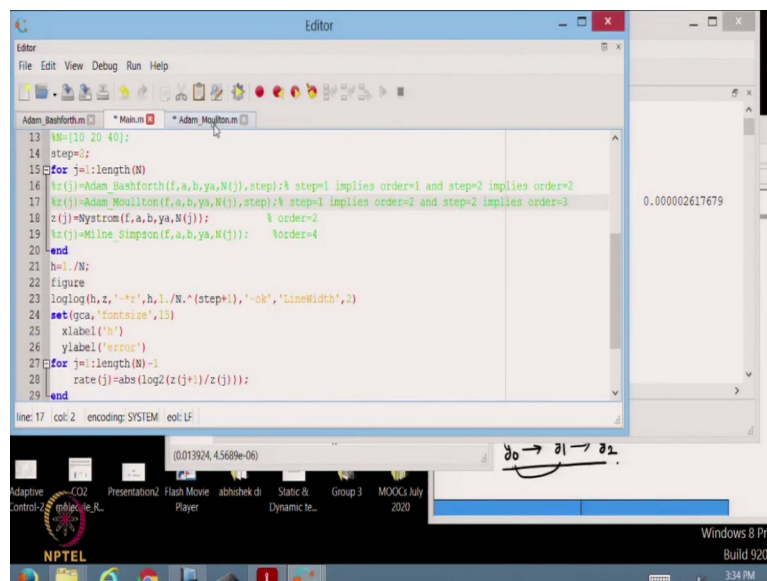 Editor
Editor
File Edit View Debug Run Help
Adam_Bashforth.m * Main.m * Adam_Moullton.m
13 %N=[10 20 40];
14 step=2;
15 for j=1:length(N)
16 %z(j)=Adam_Bashforth(f,a,b,ya,N(j),step);% step=1 implies order=1 and step=2 implies order=2
17 %z(j)=Adam_Moullton(f,a,b,ya,N(j),step);% step=1 implies order=2 and step=2 implies order=3
18 z(j)=Nystrom(f,a,b,ya,N(j)); % order=2
19 %z(j)=Milne_Simpson(f,a,b,ya,N(j)); %order=4
20 end
21 h=1./N;
22 figure
23 loglog(h,z,'-*r',h,1./N.^(step+1),'-ok','LineWidth',2)
24 set(gca,'fontsize',15)
25 xlabel('h')
26 ylabel('error')
27 for j=1:length(N)-1
28 rate(j)=abs(log2(z(j+1)/z(j)));
29 end
line: 17 col: 2 encoding: SYSTEM eol: LF
0.000002617679
(0.013924, 4.5689e-06)
y₀ → y₁ → y₂
Adaptive Control-2
CO2 molecule_R...
Presentation2
Flash Movie Player
abhishek di
Static & Dynamic te...
Group 3
MOOCs July 2020
NPTEL
Windows 8 Pr
Build 920
3:34 PM